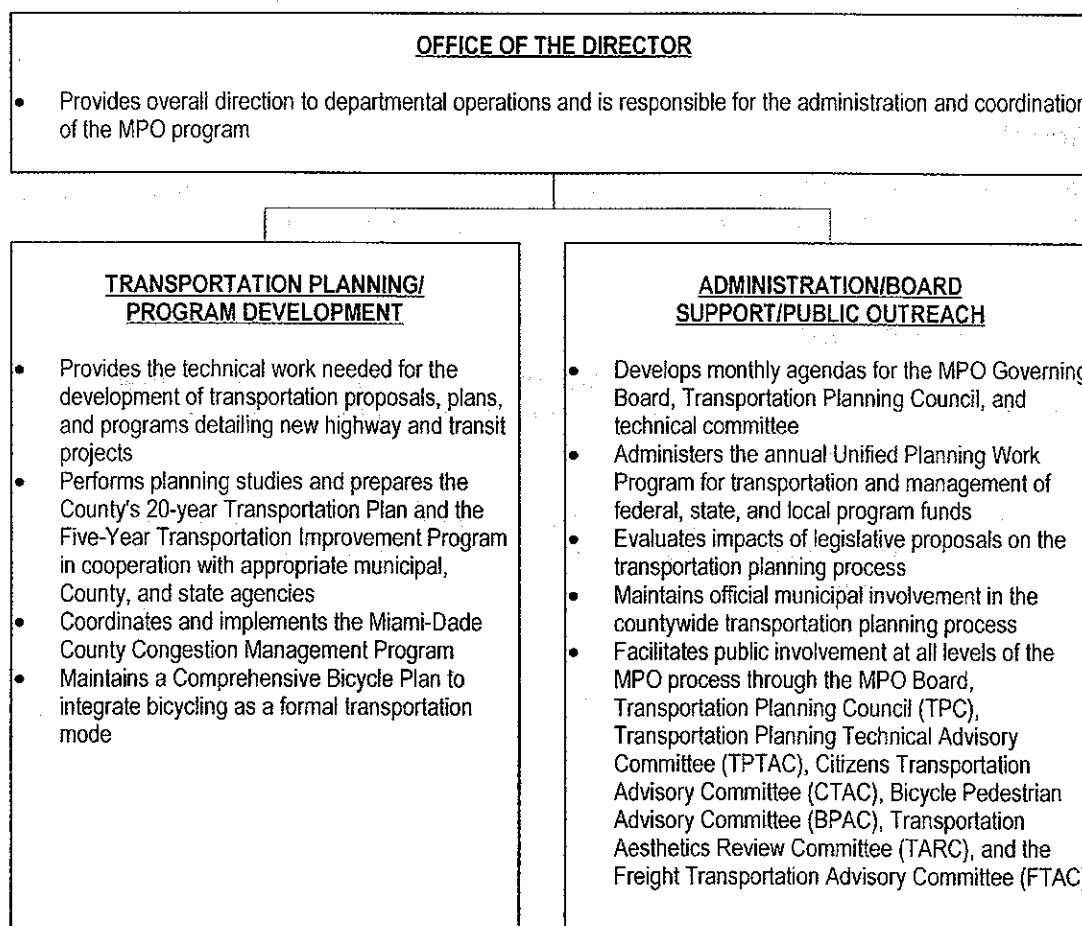 OFFICE OF THE DIRECTOR
• Provides overall direction to departmental operations and is responsible for the administration and coordination
of the MPO program
TRANSPORTATION PLANNING/
PROGRAM DEVELOPMENT
• Provides the technical work needed for the
development of transportation proposals, plans,
and programs detailing new highway and transit
projects
• Performs planning studies and prepares the
County's 20-year Transportation Plan and the
Five-Year Transportation Improvement Program
in cooperation with appropriate municipal,
County, and state agencies
• Coordinates and implements the Miami-Dade
County Congestion Management Program
• Maintains a Comprehensive Bicycle Plan to
integrate bicycling as a formal transportation
mode
ADMINISTRATION/BOARD
SUPPORT/PUBLIC OUTREACH
• Develops monthly agendas for the MPO Governing
Board, Transportation Planning Council, and
technical committee
• Administers the annual Unified Planning Work
Program for transportation and management of
federal, state, and local program funds
• Evaluates impacts of legislative proposals on the
transportation planning process
• Maintains official municipal involvement in the
countywide transportation planning process
• Facilitates public involvement at all levels of the
MPO process through the MPO Board,
Transportation Planning Council (TPC),
Transportation Planning Technical Advisory
Committee (TPTAC), Citizens Transportation
Advisory Committee (CTAC), Bicycle Pedestrian
Advisory Committee (BPAC), Transportation
Aesthetics Review Committee (TARC), and the
Freight Transportation Advisory Committee (FTAC)